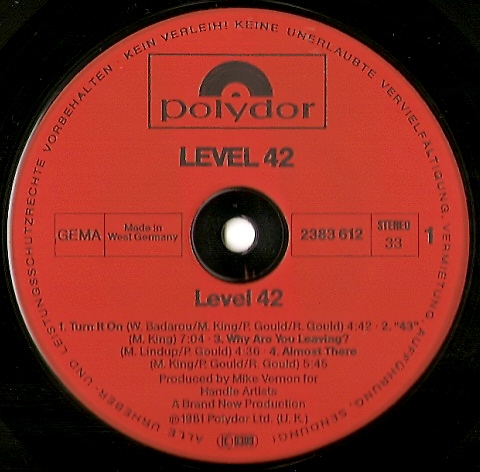 ALLE URHEBER- UND LEISTUNGSSCHUTZRECHTE VORBEHALTEN · KEIN VERLEIH! KEINE UNERLAUBTE VERVIELFÄLTIGUNG, VERMIETUNG, AUFFÜHRUNG, SENDUNG!
polydor
LEVEL 42
GEMA
Made in
West Germany
2383 612
STEREO
33
1
Level 42
1. Turn It On (W. Badarou/M. King/P. Gould/R. Gould) 4:42 · 2. "43"
(M. King) 7:04 · 3. Why Are You Leaving?
(M. Lindup/P. Gould) 4:36 · 4. Almost There
(M. King/P. Gould/R. Gould) 5:45
Produced by Mike Vernon for
Handle Artists
A Brand New Production
℗1981 Polydor Ltd. (U.K.)